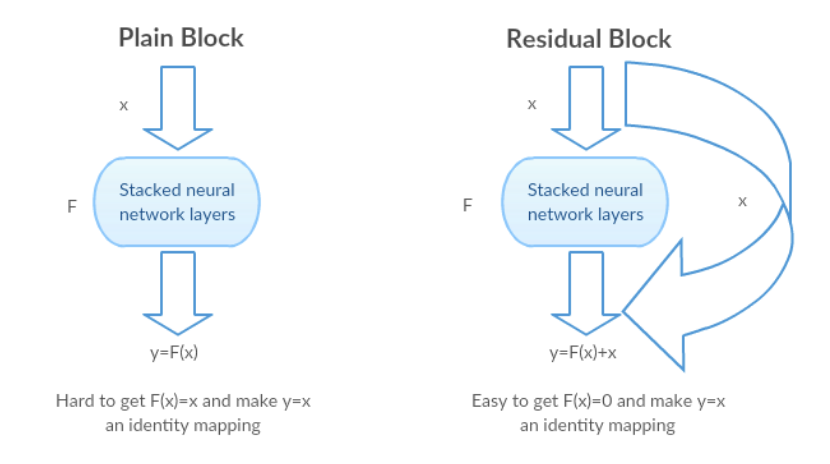 Plain Block
x
F
Stacked neural
network layers
y=F(x)
Hard to get F(x)=x and make y=x
an identity mapping
Residual Block
x
F
Stacked neural
network layers
x
y=F(x)+x
Easy to get F(x)=0 and make y=x
an identity mapping